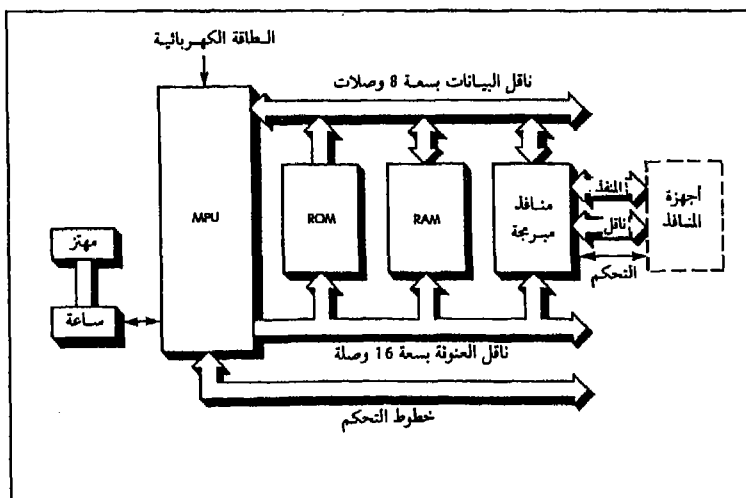 الطاقة الكهربائية
ناقل البيانات بسعة 8 وصلات
MPU
ROM
RAM
منافذ
مبرمجة
المنفذ
ناقل
التحكم
أجهزة
المنافذ
مهتز
ساعة
ناقل العنونة بسعة 16 وصلة
خطوط التحكم